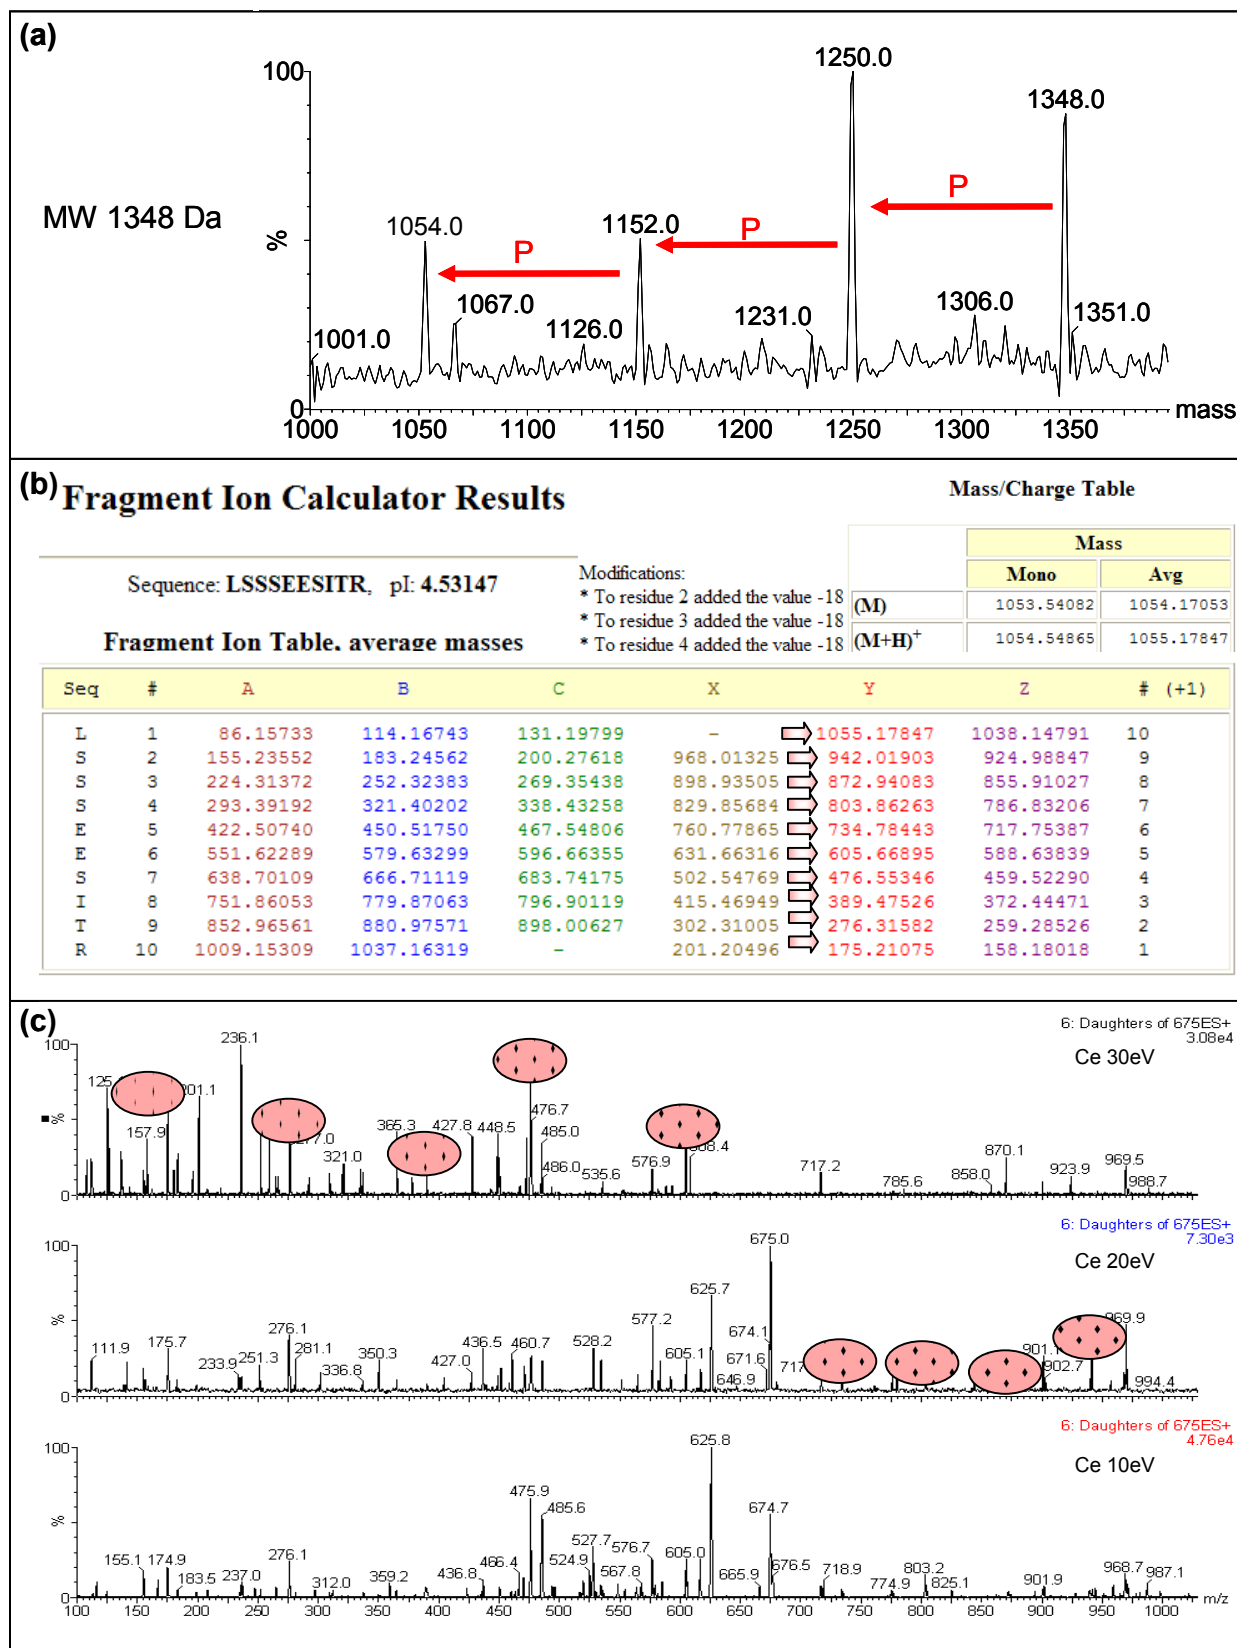 (a)
100
%
0
MW 1348 Da
1250.0
1348.0
P
P
P
1054.0
1152.0
1067.0
1001.0
1126.0
1231.0
1306.0
1351.0
1000 1050 1100 1150 1200 1250 1300 1350
mass
(b) Fragment Ion Calculator Results
Mass/Charge Table
Sequence: LSSSEESITR, pI: 4.53147
Fragment Ion Table, average masses
Modifications:
* To residue 2 added the value -18
* To residue 3 added the value -18
* To residue 4 added the value -18
Mass
Mono Avg
(M) 1053.54082 1054.17053
(M+H)+ 1054.54865 1055.17847
Seq # A B C X Y Z # (+1)
L 1 86.15733 114.16743 131.19799 - 1055.17847 1038.14791 10
S 2 155.23552 183.24562 200.27618 968.01325 942.01903 924.98847 9
S 3 224.31372 252.32383 269.35438 898.93505 872.94083 855.91027 8
S 4 293.39192 321.40202 338.43258 829.85684 803.86263 786.83206 7
E 5 422.50740 450.51750 467.54806 760.77865 734.78443 717.75387 6
E 6 551.62289 579.63299 596.66355 631.66316 605.66895 588.63839 5
S 7 638.70109 666.71119 683.74175 502.54769 476.55346 459.52290 4
I 8 751.86053 779.87063 796.90119 415.46949 389.47526 372.44471 3
T 9 852.96561 880.97571 898.00627 302.31005 276.31582 259.28526 2
R 10 1009.15309 1037.16319 - 201.20496 175.21075 158.18018 1
(c)
6: Daughters of 675ES+
3.08e4
Ce 30eV
100
%
0
157.9 236.1 321.0 365.3 427.8 448.5 476.7 485.0 486.0 535.6 576.9 717.2 785.6 858.0 870.1 923.9 969.5 988.7
6: Daughters of 675ES+
7.30e3
Ce 20eV
100
%
0
111.9 175.7 233.9 251.3 276.1 281.1 336.8 350.3 427.0 436.5 460.7 528.2 577.2 605.1 625.7 646.9 671.6 674.1 675.0 902.7 969.9 994.4
6: Daughters of 675ES+
4.76e4
Ce 10eV
100
%
0
155.1 174.9 183.5 237.0 276.1 312.0 359.2 436.8 466.4 475.9 485.6 524.9 527.7 567.8 576.7 605.0 625.8 665.9 674.7 676.5 718.9 774.9 803.2 825.1 901.9 968.7 987.1
100 150 200 250 300 350 400 450 500 550 600 650 700 750 800 850 900 950 1000
m/z